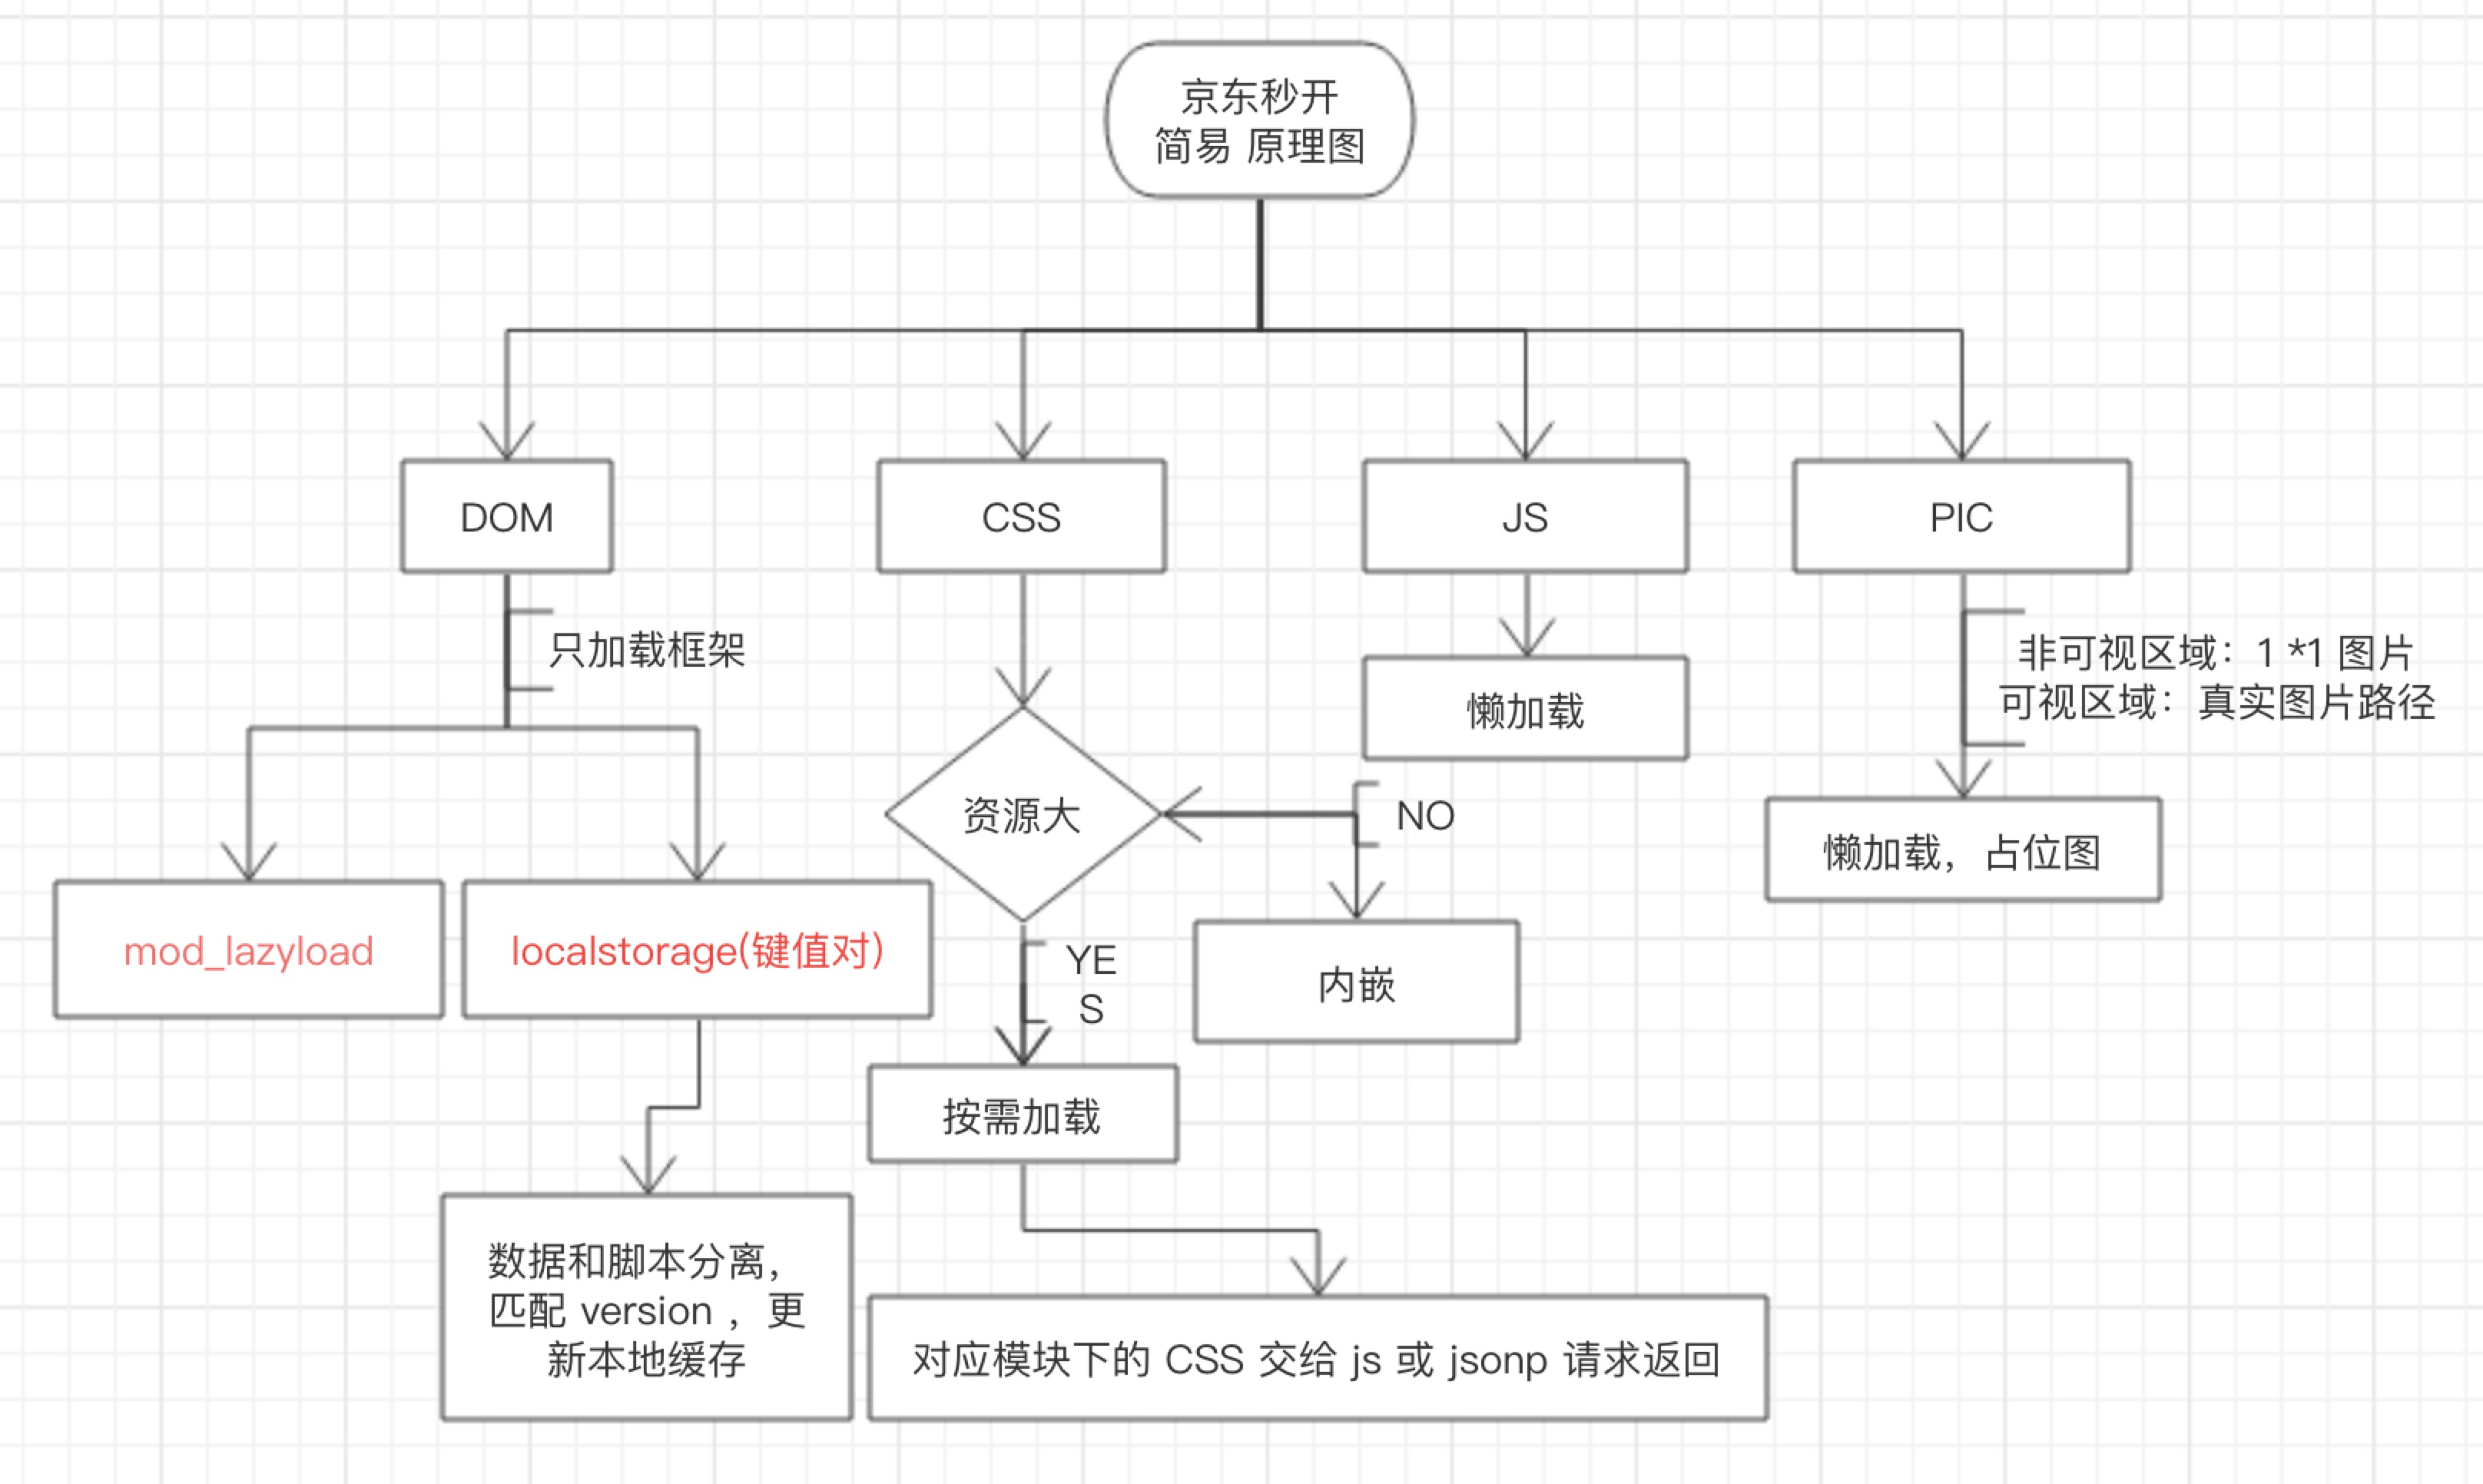 京东秒开
简易 原理图
DOM
CSS
JS
PIC
只加载框架
非可视区域：1 *1 图片
可视区域：真实图片路径
懒加载
资源大
NO
懒加载，占位图
mod_lazyload
localstorage(键值对)
YE
S
内嵌
按需加载
数据和脚本分离，
匹配 version ，更
新本地缓存
对应模块下的 CSS 交给 js 或 jsonp 请求返回